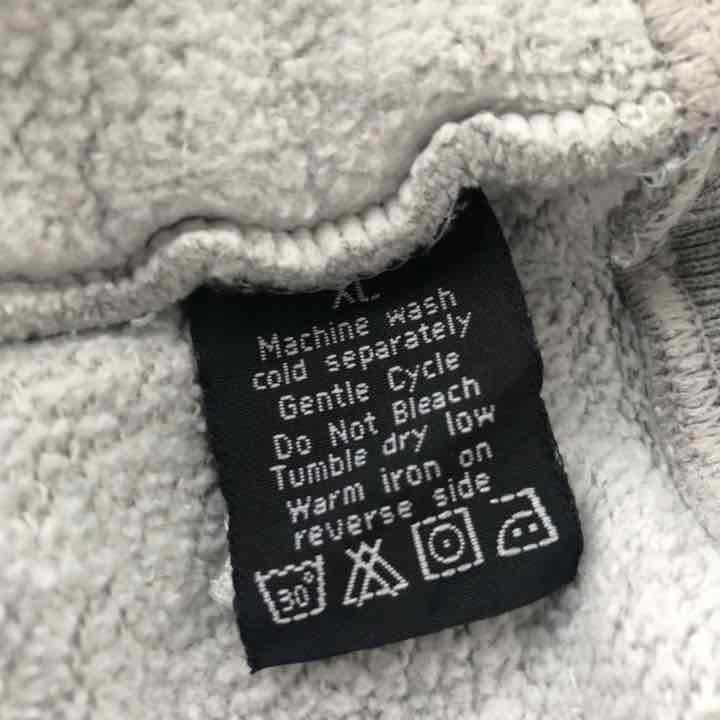 XL
Machine wash
cold separately
Gentle Cycle
Do Not Bleach
Tumble dry low
Warm iron on
reverse side
30°